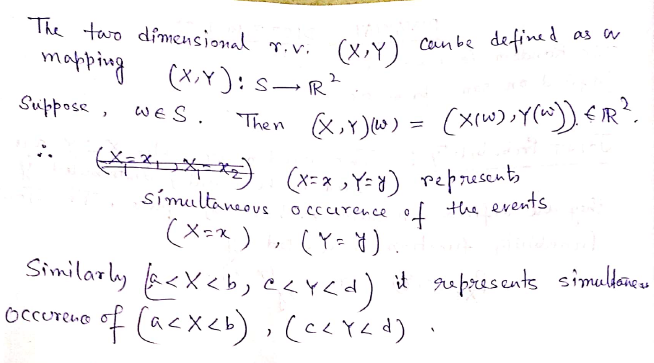 The two dimensional r.v. (X,Y) can be defined as a
mapping (X,Y): S → ℝ².
Suppose, w∈S. Then (X,Y)(w) = (X(w),Y(w)) ∈ ℝ².
∴ (X=x, Y=y) represents
simultaneous occurence of the events
(X=x), (Y=y).
Similarly (a<X<b, c<Y<d) it represents simultaneous
occurence of (a<X<b), (c<Y<d).